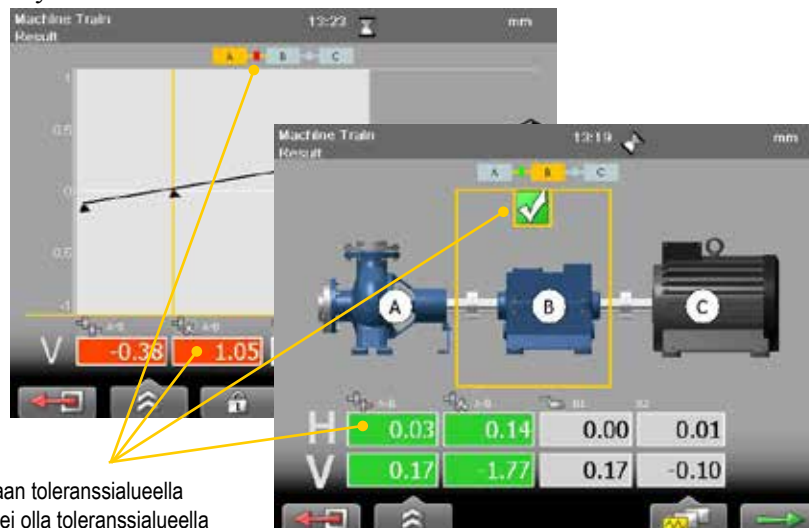 Machine Train
Result
13:23
mm
A B C
1
0.5
0
0.5
-1
A-B
A-B
V -0.38 1.05
Machine Train
Result
13:19
mm
A B C
A B C
A-B A-B B1 B2
H 0.03 0.14 0.00 0.01
V 0.17 -1.77 0.17 -0.10
aan toleranssialueella
ei olla toleranssialueella